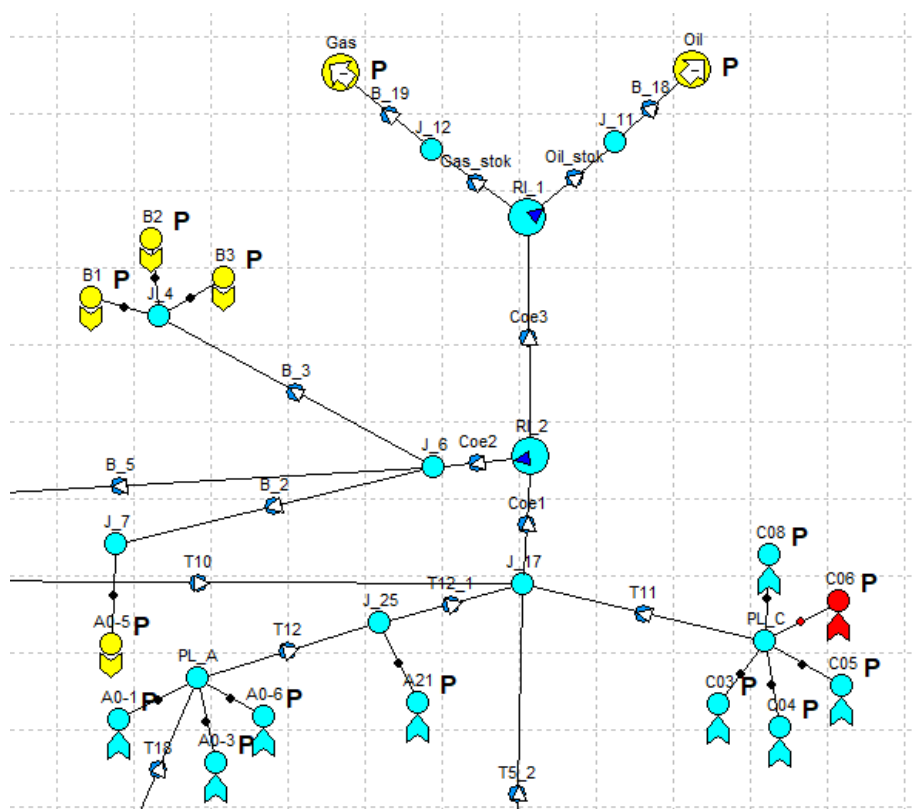 Gas
P
Oil
P
B_19
B_18
J_12
J_11
Gas_stok
Oil_stok
RI_1
B2
P
B3
P
B1
P
J_4
Coe3
B_3
RI_2
J_6
Coe2
B_5
B_2
Coe1
J_7
J_17
C08
P
T10
T12_1
T11
C06
P
J_25
PL_C
A0-5
T12
PL_A
C05
P
A0-1
P
A0-6
P
A21
P
C03
P
C04
P
T18
A0-3
P
T5_2